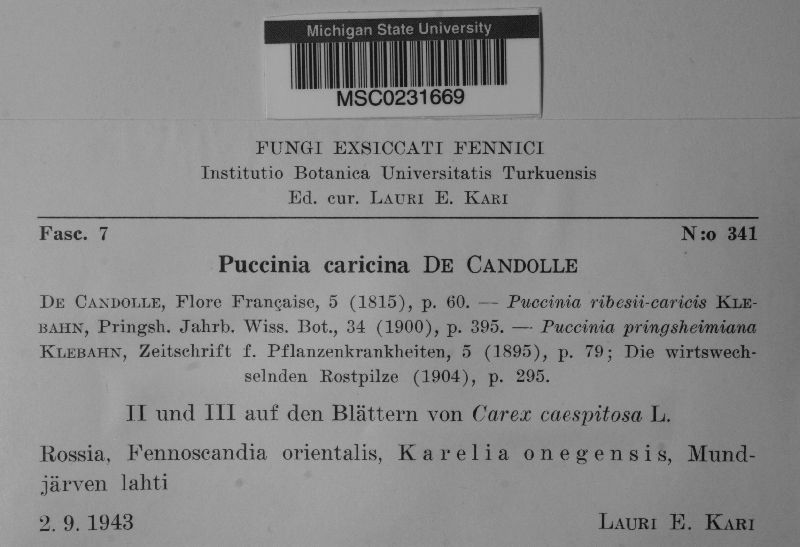 Michigan State University
MSC0231669
FUNGI EXSICCATI FENNICI
Institutio Botanica Universitatis Turkuensis
Ed. cur. LAURI E. KARI
Fasc. 7 N:o 341
Puccinia caricina DE CANDOLLE
DE CANDOLLE, Flore Française, 5 (1815), p. 60. — Puccinia ribesii-caricis KLE-
BAHN, Pringsh. Jahrb. Wiss. Bot., 34 (1900), p. 395. — Puccinia pringsheimiana
KLEBAHN, Zeitschrift f. Pflanzenkrankheiten, 5 (1895), p. 79; Die wirtswech-
selnden Rostpilze (1904), p. 295.
II und III auf den Blättern von Carex caespitosa L.
Rossia, Fennoscandia orientalis, Karelia onegensis, Mund-
järven lahti
2. 9. 1943 LAURI E. KARI